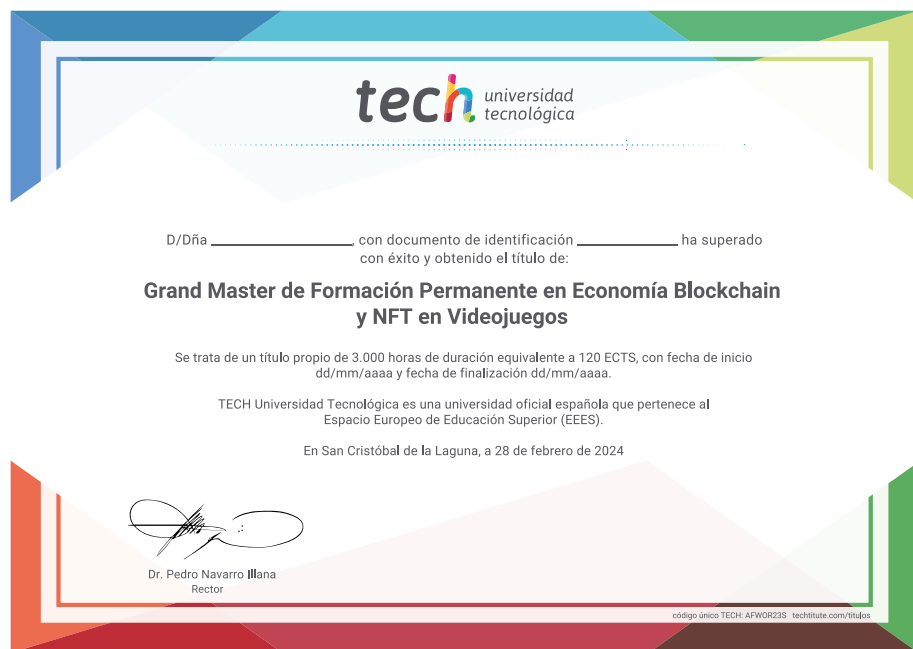 tech universidad
tecnológica
D/Dña ____________________, con documento de identificación ______________ ha superado
con éxito y obtenido el título de:
Grand Master de Formación Permanente en Economía Blockchain
y NFT en Videojuegos
Se trata de un título propio de 3.000 horas de duración equivalente a 120 ECTS, con fecha de inicio
dd/mm/aaaa y fecha de finalización dd/mm/aaaa.
TECH Universidad Tecnológica es una universidad oficial española que pertenece al
Espacio Europeo de Educación Superior (EEES).
En San Cristóbal de la Laguna, a 28 de febrero de 2024
Dr. Pedro Navarro Illana
Rector
código único TECH: AFWOR23S techtitute.com/titulos